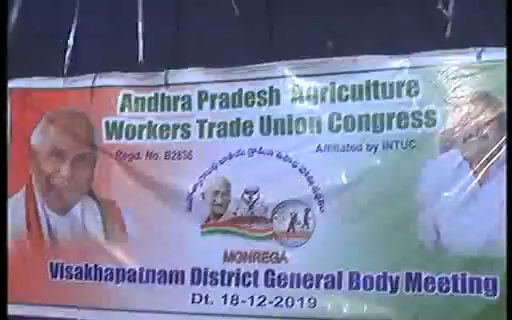 Andhra Pradesh Agriculture
Workers Trade Union Congress
Regd. No. B2836
Affiliated by INTUC
MONREGA
Visakhapatnam District General Body Meeting
Dt. 18-12-2019